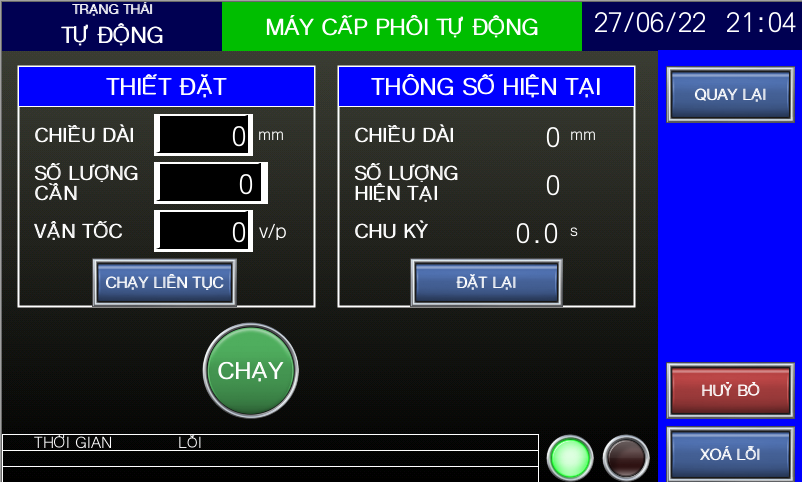 TRẠNG THÁI
TỰ ĐỘNG
MÁY CẤP PHÔI TỰ ĐỘNG
27/06/22 21:04
THIẾT ĐẶT
CHIỀU DÀI 0 mm
SỐ LƯỢNG
CẦN 0
VẬN TỐC 0 v/p
CHẠY LIÊN TỤC
THÔNG SỐ HIỆN TẠI
CHIỀU DÀI 0 mm
SỐ LƯỢNG
HIỆN TẠI 0
CHU KỲ 0.0 s
ĐẶT LẠI
QUAY LẠI
CHẠY
HUỶ BỎ
XOÁ LỖI
THỜI GIAN LỖI